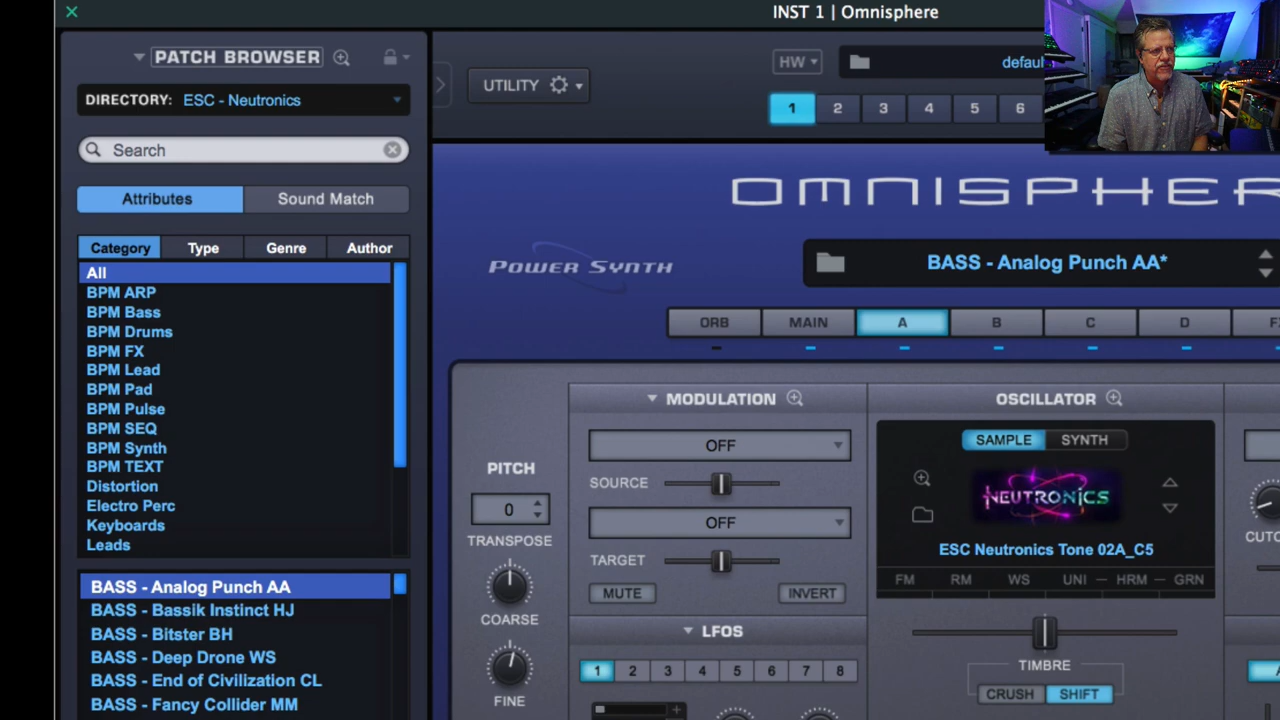 INST 1 | Omnisphere
PATCH BROWSER
DIRECTORY: ESC - Neutronics
Search
Attributes Sound Match
Category Type Genre Author
All
BPM ARP
BPM Bass
BPM Drums
BPM FX
BPM Lead
BPM Pad
BPM Pulse
BPM SEQ
BPM Synth
BPM TEXT
Distortion
Electro Perc
Keyboards
Leads
BASS - Analog Punch AA
BASS - Bassik Instinct HJ
BASS - Bitster BH
BASS - Deep Drone WS
BASS - End of Civilization CL
BASS - Fancy Collider MM
UTILITY
HW
defau
1 2 3 4 5 6
OMNISPHER
POWER SYNTH
BASS - Analog Punch AA*
ORB MAIN A B C D F
PITCH
0
TRANSPOSE
COARSE
FINE
MODULATION
OFF
SOURCE
OFF
TARGET
MUTE INVERT
LFOS
1 2 3 4 5 6 7 8
OSCILLATOR
SAMPLE SYNTH
NEUTRONICS
ESC Neutronics Tone 02A_C5
FM RM WS UNI - HRM - GRN
TIMBRE
CRUSH SHIFT
CUTO